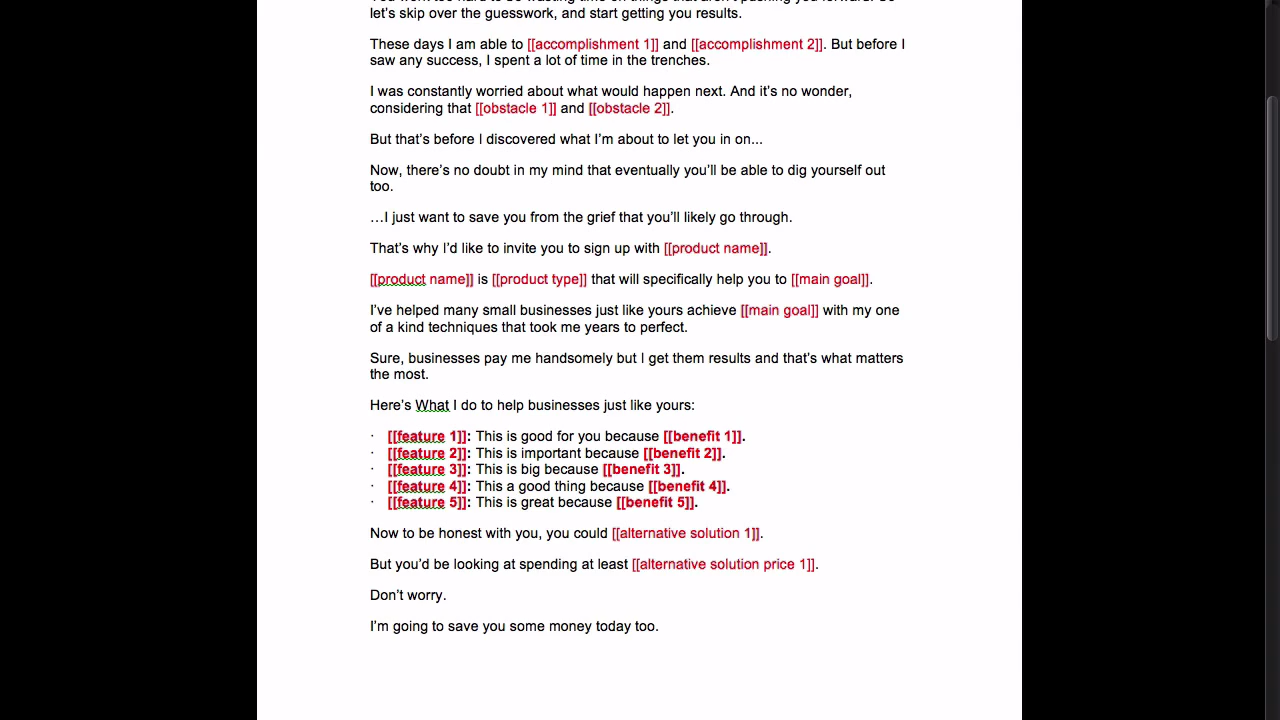 let’s skip over the guesswork, and start getting you results.
These days I am able to [[accomplishment 1]] and [[accomplishment 2]]. But before I
saw any success, I spent a lot of time in the trenches.
I was constantly worried about what would happen next. And it’s no wonder,
considering that [[obstacle 1]] and [[obstacle 2]].
But that’s before I discovered what I’m about to let you in on...
Now, there’s no doubt in my mind that eventually you’ll be able to dig yourself out
too.
…I just want to save you from the grief that you’ll likely go through.
That’s why I’d like to invite you to sign up with [[product name]].
[[product name]] is [[product type]] that will specifically help you to [[main goal]].
I’ve helped many small businesses just like yours achieve [[main goal]] with my one
of a kind techniques that took me years to perfect.
Sure, businesses pay me handsomely but I get them results and that’s what matters
the most.
Here’s What I do to help businesses just like yours:
· [[feature 1]]: This is good for you because [[benefit 1]].
· [[feature 2]]: This is important because [[benefit 2]].
· [[feature 3]]: This is big because [[benefit 3]].
· [[feature 4]]: This a good thing because [[benefit 4]].
· [[feature 5]]: This is great because [[benefit 5]].
Now to be honest with you, you could [[alternative solution 1]].
But you’d be looking at spending at least [[alternative solution price 1]].
Don’t worry.
I’m going to save you some money today too.